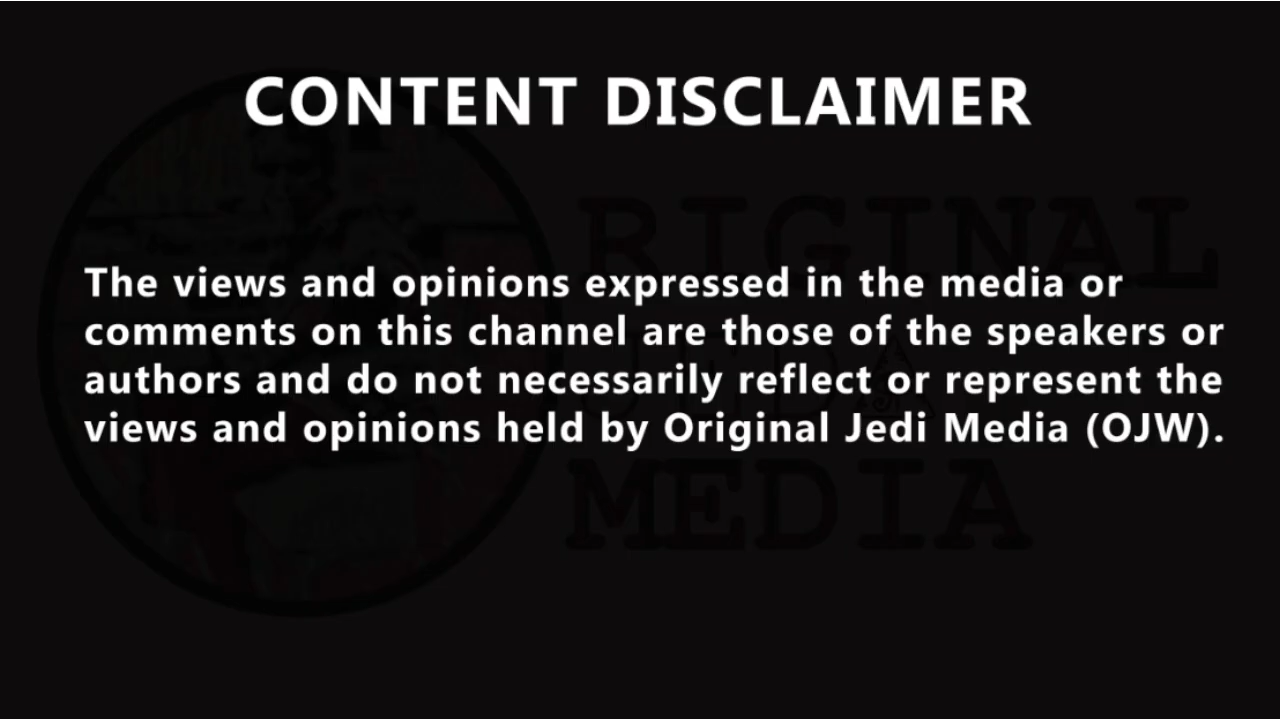 CONTENT DISCLAIMER
The views and opinions expressed in the media or
comments on this channel are those of the speakers or
authors and do not necessarily reflect or represent the
views and opinions held by Original Jedi Media (OJW).
RIGINAL
MEDIA